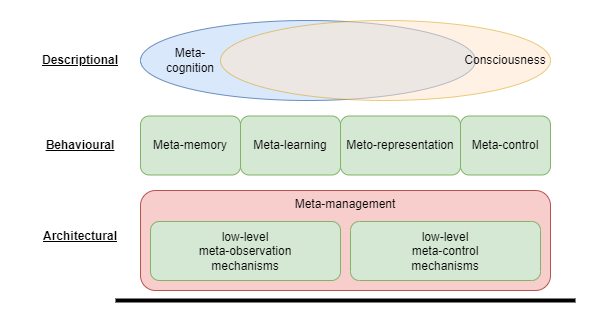 Descriptional
Meta-
cognition
Consciousness
Behavioural
Meta-memory
Meta-learning
Meto-representation
Meta-control
Architectural
Meta-management
low-level
meta-observation
mechanisms
low-level
meta-control
mechanisms